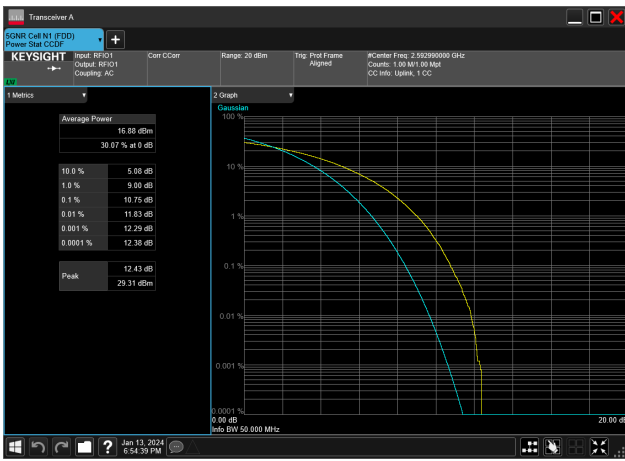 Transceiver A
5GNR Cell N1 (FDD)
Power Stat CCDF
KEYSIGHT
LXI
Input: RFIO1
Output: RFIO1
Coupling: AC
Corr CCorr
Range: 20 dBm
Trig: Prot Frame
Aligned
#Center Freq: 2.592990000 GHz
Counts: 1.00 M/1.00 Mpt
CC Info: Uplink, 1 CC
1 Metrics
Average Power
16.88 dBm
30.07 % at 0 dB
10.0 % 5.08 dB
1.0 % 9.00 dB
0.1 % 10.75 dB
0.01 % 11.83 dB
0.001 % 12.29 dB
0.0001 % 12.38 dB
Peak
12.43 dB
29.31 dBm
2 Graph
Gaussian
100 %
10 %
1 %
0.1 %
0.01 %
0.001 %
0.0001 %
0.00 dB
20.00 dB
Info BW 50.000 MHz
Jan 13, 2024
6:54:39 PM